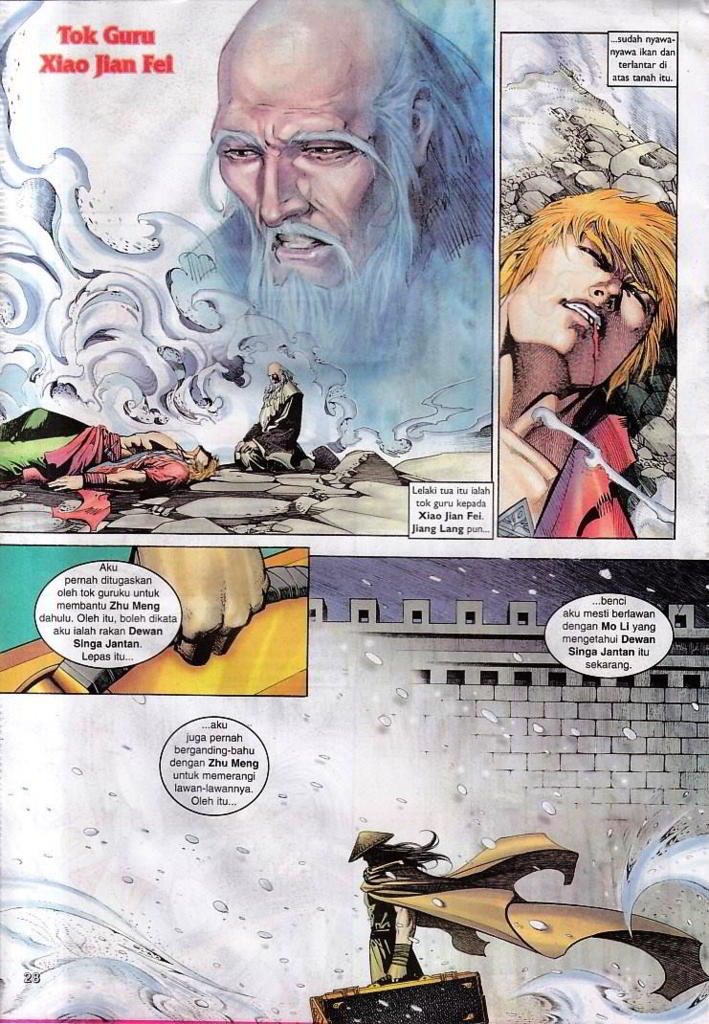 Tok Guru
Xiao Jian Fei
...sudah nyawa-
nyawa ikan dan
terlantar di
atas tanah itu.
Lelaki tua itu ialah
tok guru kepada
Xiao Jian Fei.
Jiang Lang pun...
Aku
pernah ditugaskan
oleh tok guruku untuk
membantu Zhu Meng
dahulu. Oleh itu, boleh dikata
aku ialah rakan Dewan
Singa Jantan.
Lepas itu...
...benci
aku mesti berlawan
dengan Mo Li yang
mengetahui Dewan
Singa Jantan itu
sekarang.
...aku
juga pernah
berganding-bahu
dengan Zhu Meng
untuk memerangi
lawan-lawannya.
Oleh itu...
28